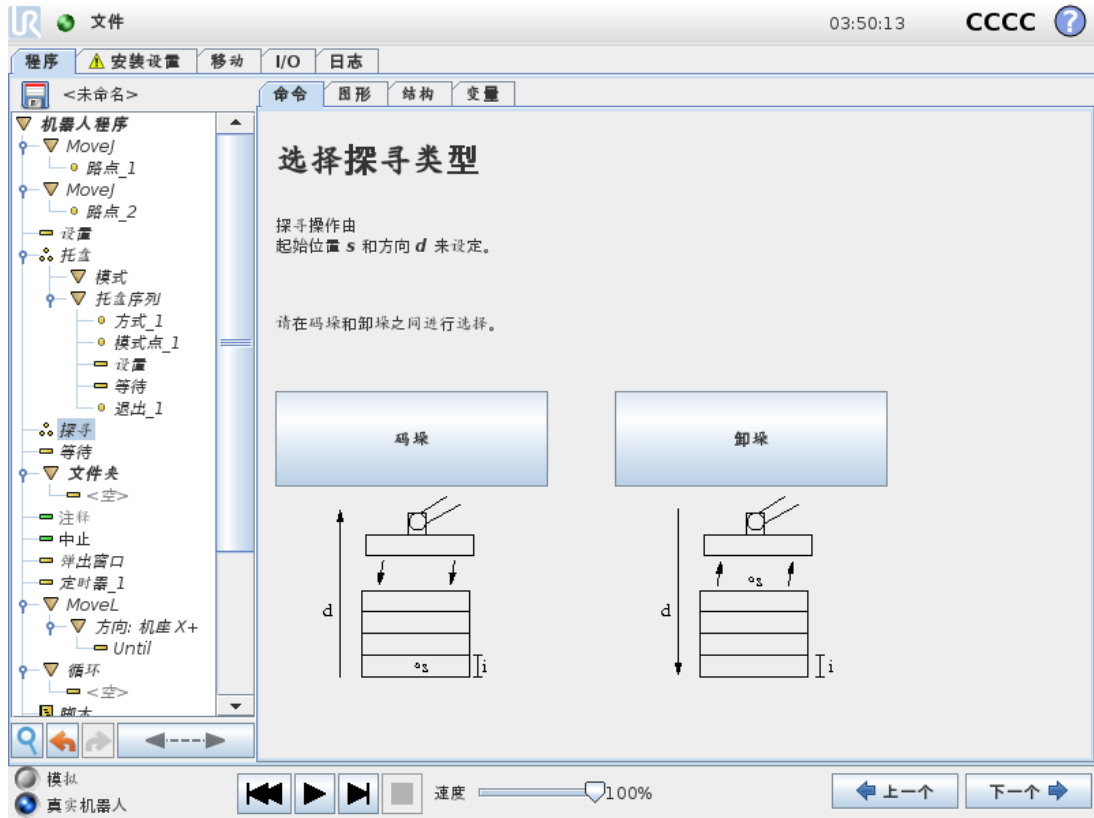 UR 文件 03:50:13 CCCC ?
程序 安装设置 移动 I/O 日志
<未命名>
命令 图形 结构 变量
机器人程序
MoveJ
路点_1
MoveJ
路点_2
设置
托盘
模式
托盘序列
方式_1
模式点_1
设置
等待
退出_1
探寻
等待
文件夹
<空>
注释
中止
弹出窗口
定时器_1
MoveL
方向: 机座 X+
Until
循环
<空>
脚本
选择探寻类型
探寻操作由
起始位置 s 和方向 d 来设定。
请在码垛和卸垛之间进行选择。
码垛 卸垛
d s i
d s i
模拟
真实机器人
速度 100%
上一个 下一个